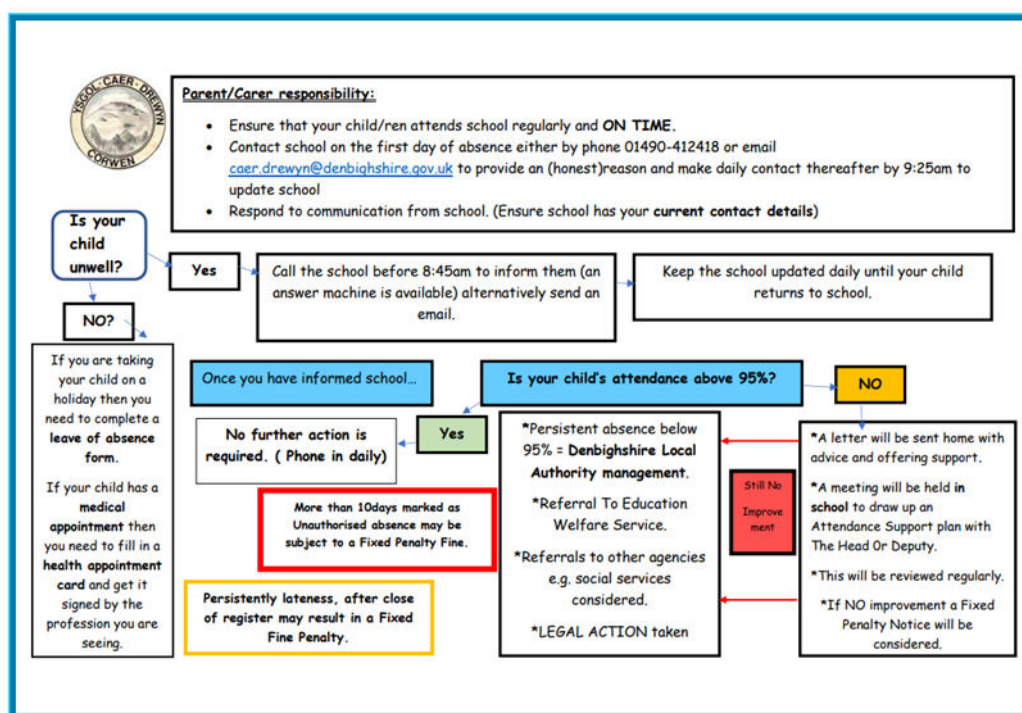 YSGOL·CAER·DREWYN
CORWEN
Parent/Carer responsibility:
• Ensure that your child/ren attends school regularly and ON TIME.
• Contact school on the first day of absence either by phone 01490-412418 or email
caer.drewyn@denbighshire.gov.uk to provide an (honest)reason and make daily contact thereafter by 9:25am to
update school
• Respond to communication from school. (Ensure school has your current contact details)
Is your
child
unwell?
Yes
Call the school before 8:45am to inform them (an
answer machine is available) alternatively send an
email.
Keep the school updated daily until your child
returns to school.
NO?
If you are taking
your child on a
holiday then you
need to complete a
leave of absence
form.
If your child has a
medical
appointment then
you need to fill in a
health appointment
card and get it
signed by the
profession you are
seeing.
Once you have informed school...
Is your child's attendance above 95%?
NO
Yes
No further action is
required. ( Phone in daily)
More than 10days marked as
Unauthorised absence may be
subject to a Fixed Penalty Fine.
Persistently lateness, after close
of register may result in a Fixed
Fine Penalty.
*Persistent absence below
95% = Denbighshire Local
Authority management.
*Referral To Education
Welfare Service.
*Referrals to other agencies
e.g. social services
considered.
*LEGAL ACTION taken
Still No
Improve
ment
*A letter will be sent home with
advice and offering support.
*A meeting will be held in
school to draw up an
Attendance Support plan with
The Head Or Deputy.
*This will be reviewed regularly.
*If NO improvement a Fixed
Penalty Notice will be
considered.